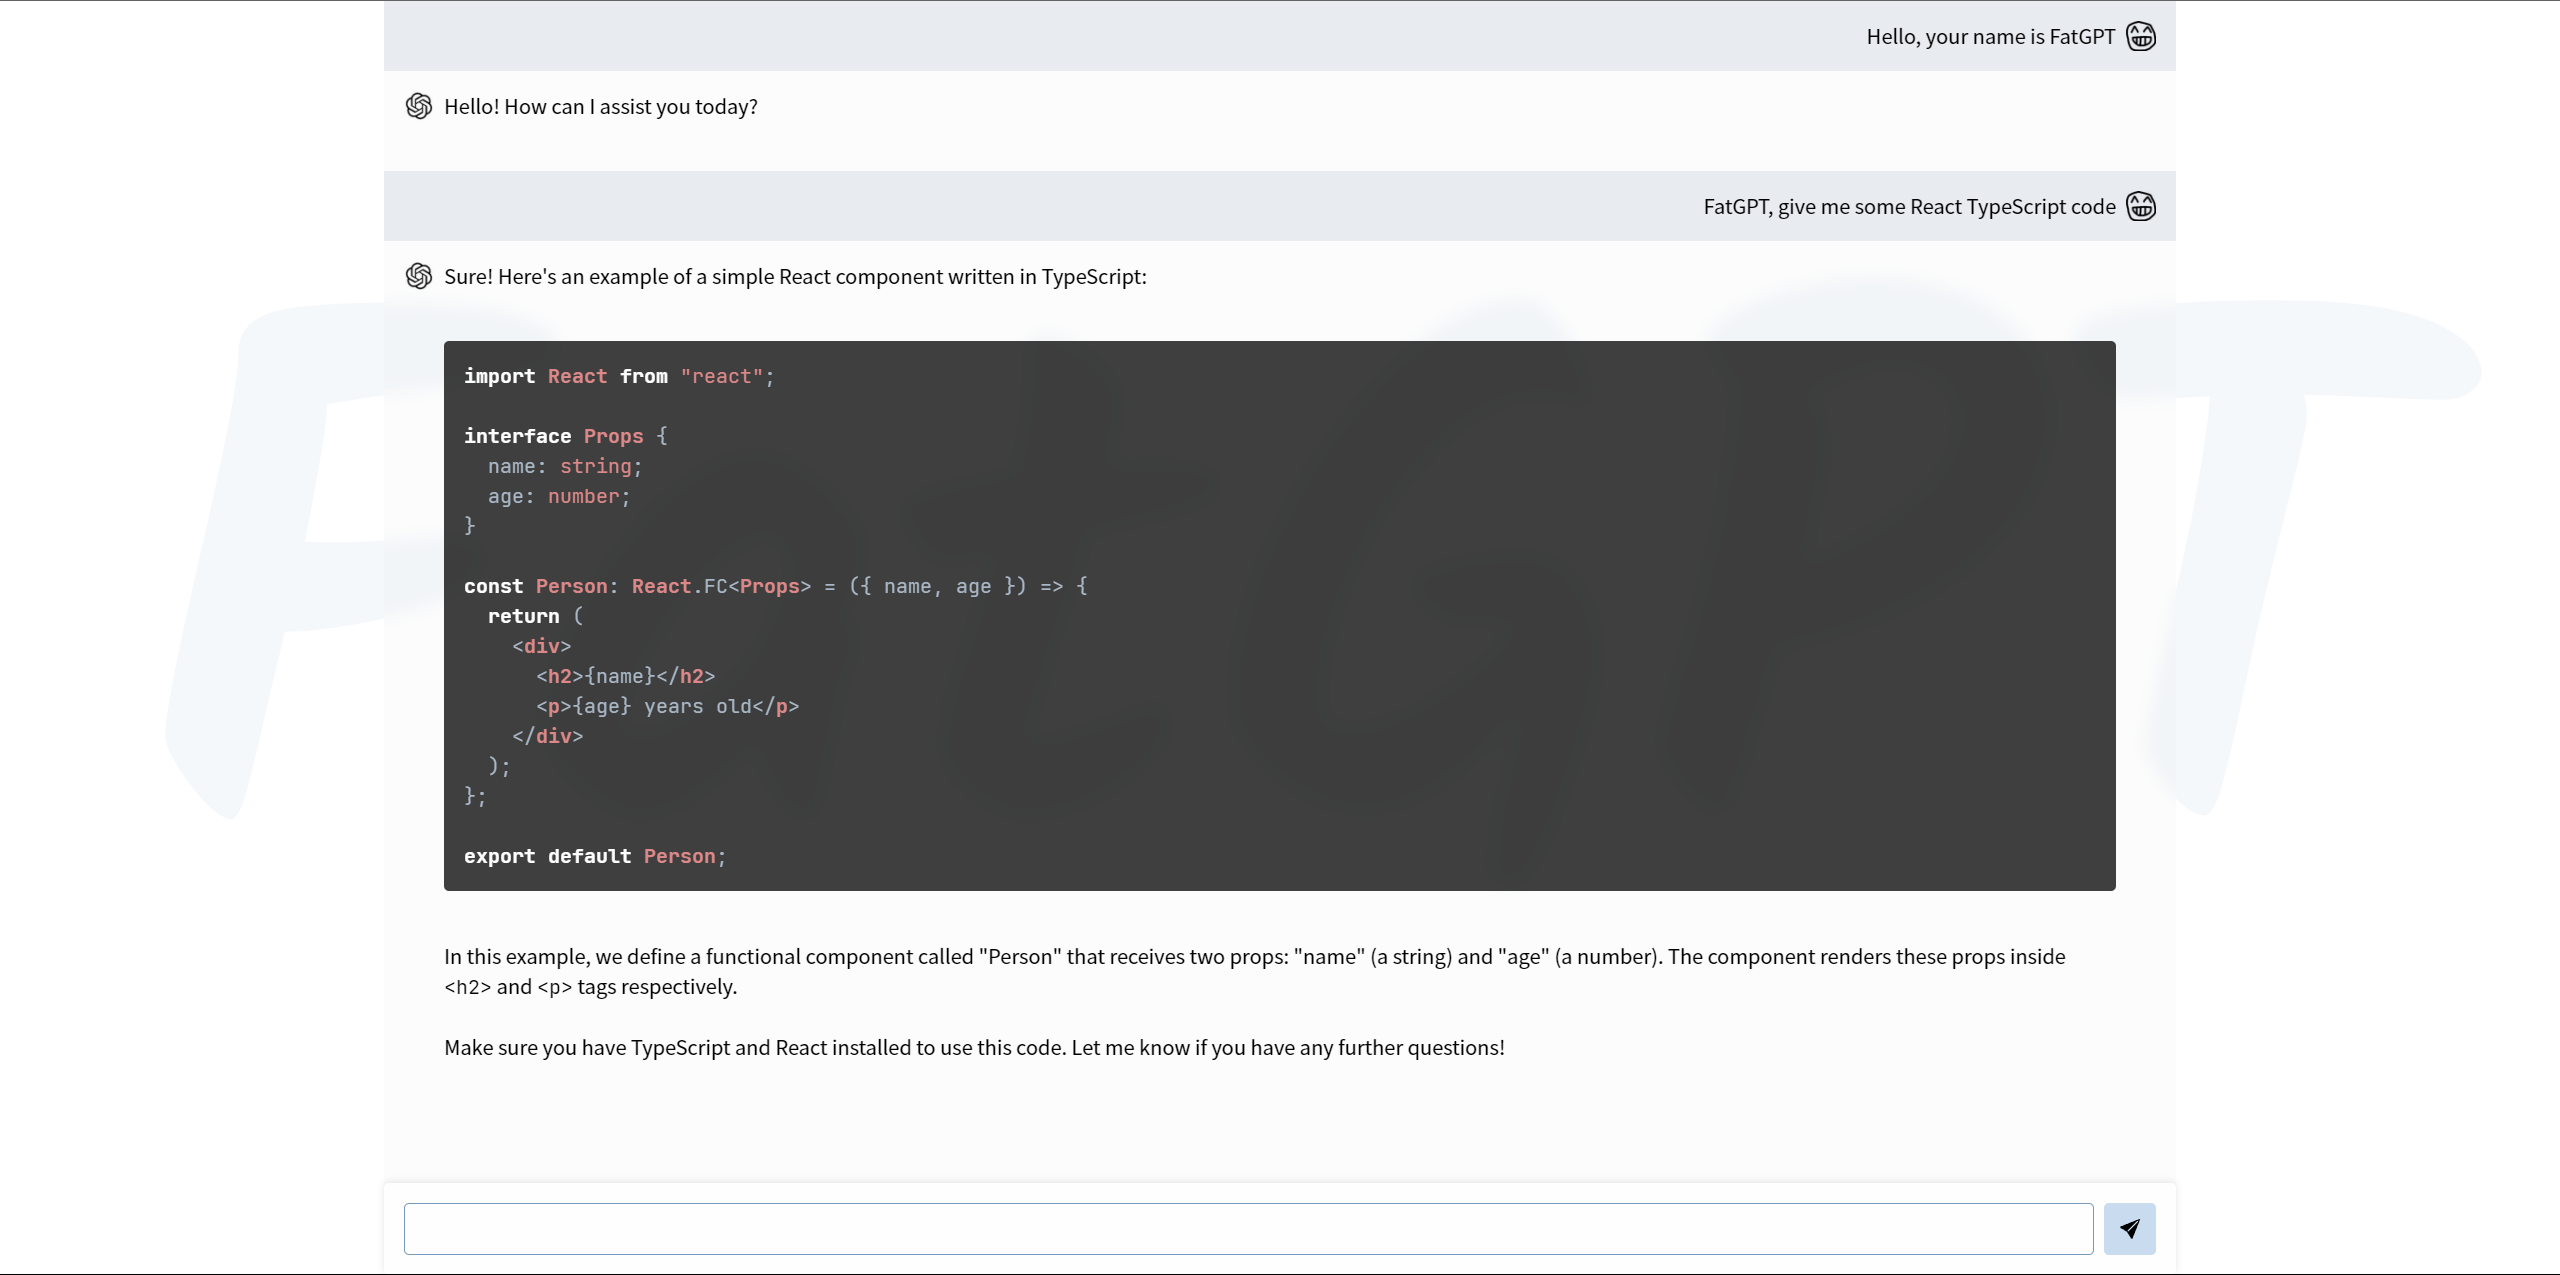 Hello, your name is FatGPT
Hello! How can I assist you today?
FatGPT, give me some React TypeScript code
Sure! Here's an example of a simple React component written in TypeScript:
import React from "react";
interface Props {
  name: string;
  age: number;
}
const Person: React.FC<Props> = ({ name, age }) => {
  return (
    <div>
      <h2>{name}</h2>
      <p>{age} years old</p>
    </div>
  );
};
export default Person;
In this example, we define a functional component called "Person" that receives two props: "name" (a string) and "age" (a number). The component renders these props inside
<h2> and <p> tags respectively.
Make sure you have TypeScript and React installed to use this code. Let me know if you have any further questions!
FatGPT